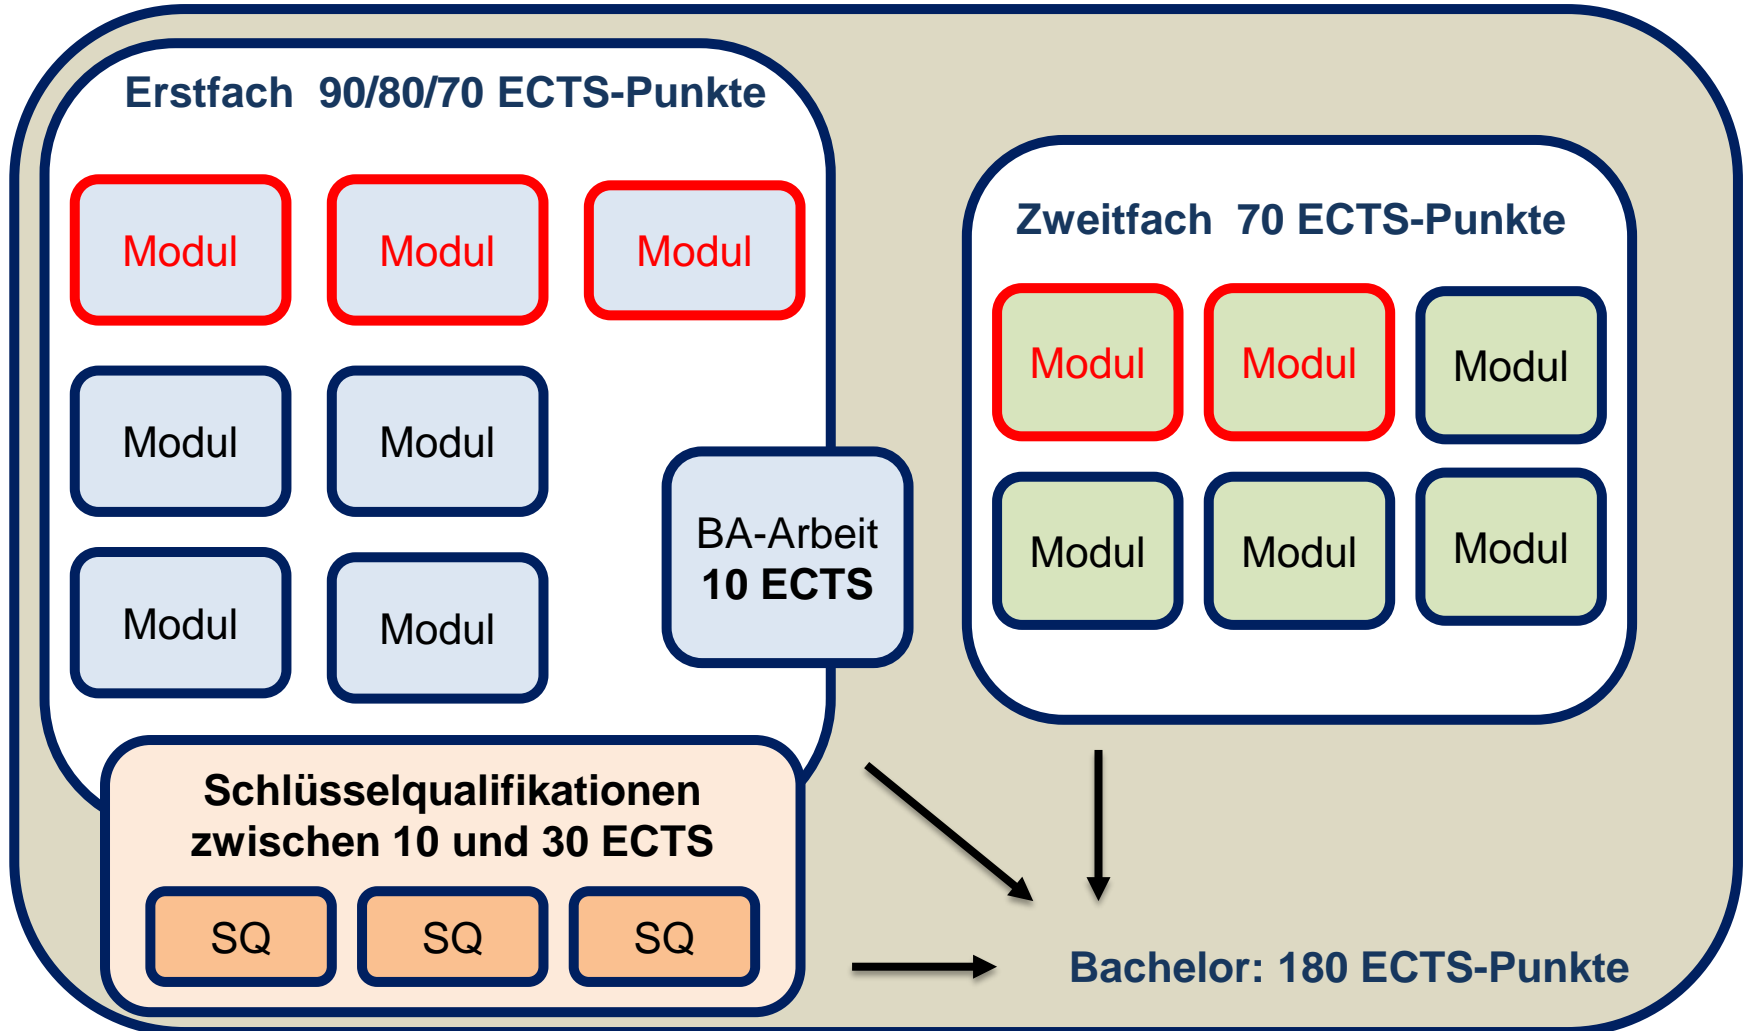 Erstfach 90/80/70 ECTS-Punkte
Modul
Modul
Modul
Modul
Modul
BA-Arbeit
10 ECTS
Modul
Modul
Schlüsselqualifikationen
zwischen 10 und 30 ECTS
SQ
SQ
SQ
Zweitfach 70 ECTS-Punkte
Modul
Modul
Modul
Modul
Modul
Modul
Bachelor: 180 ECTS-Punkte